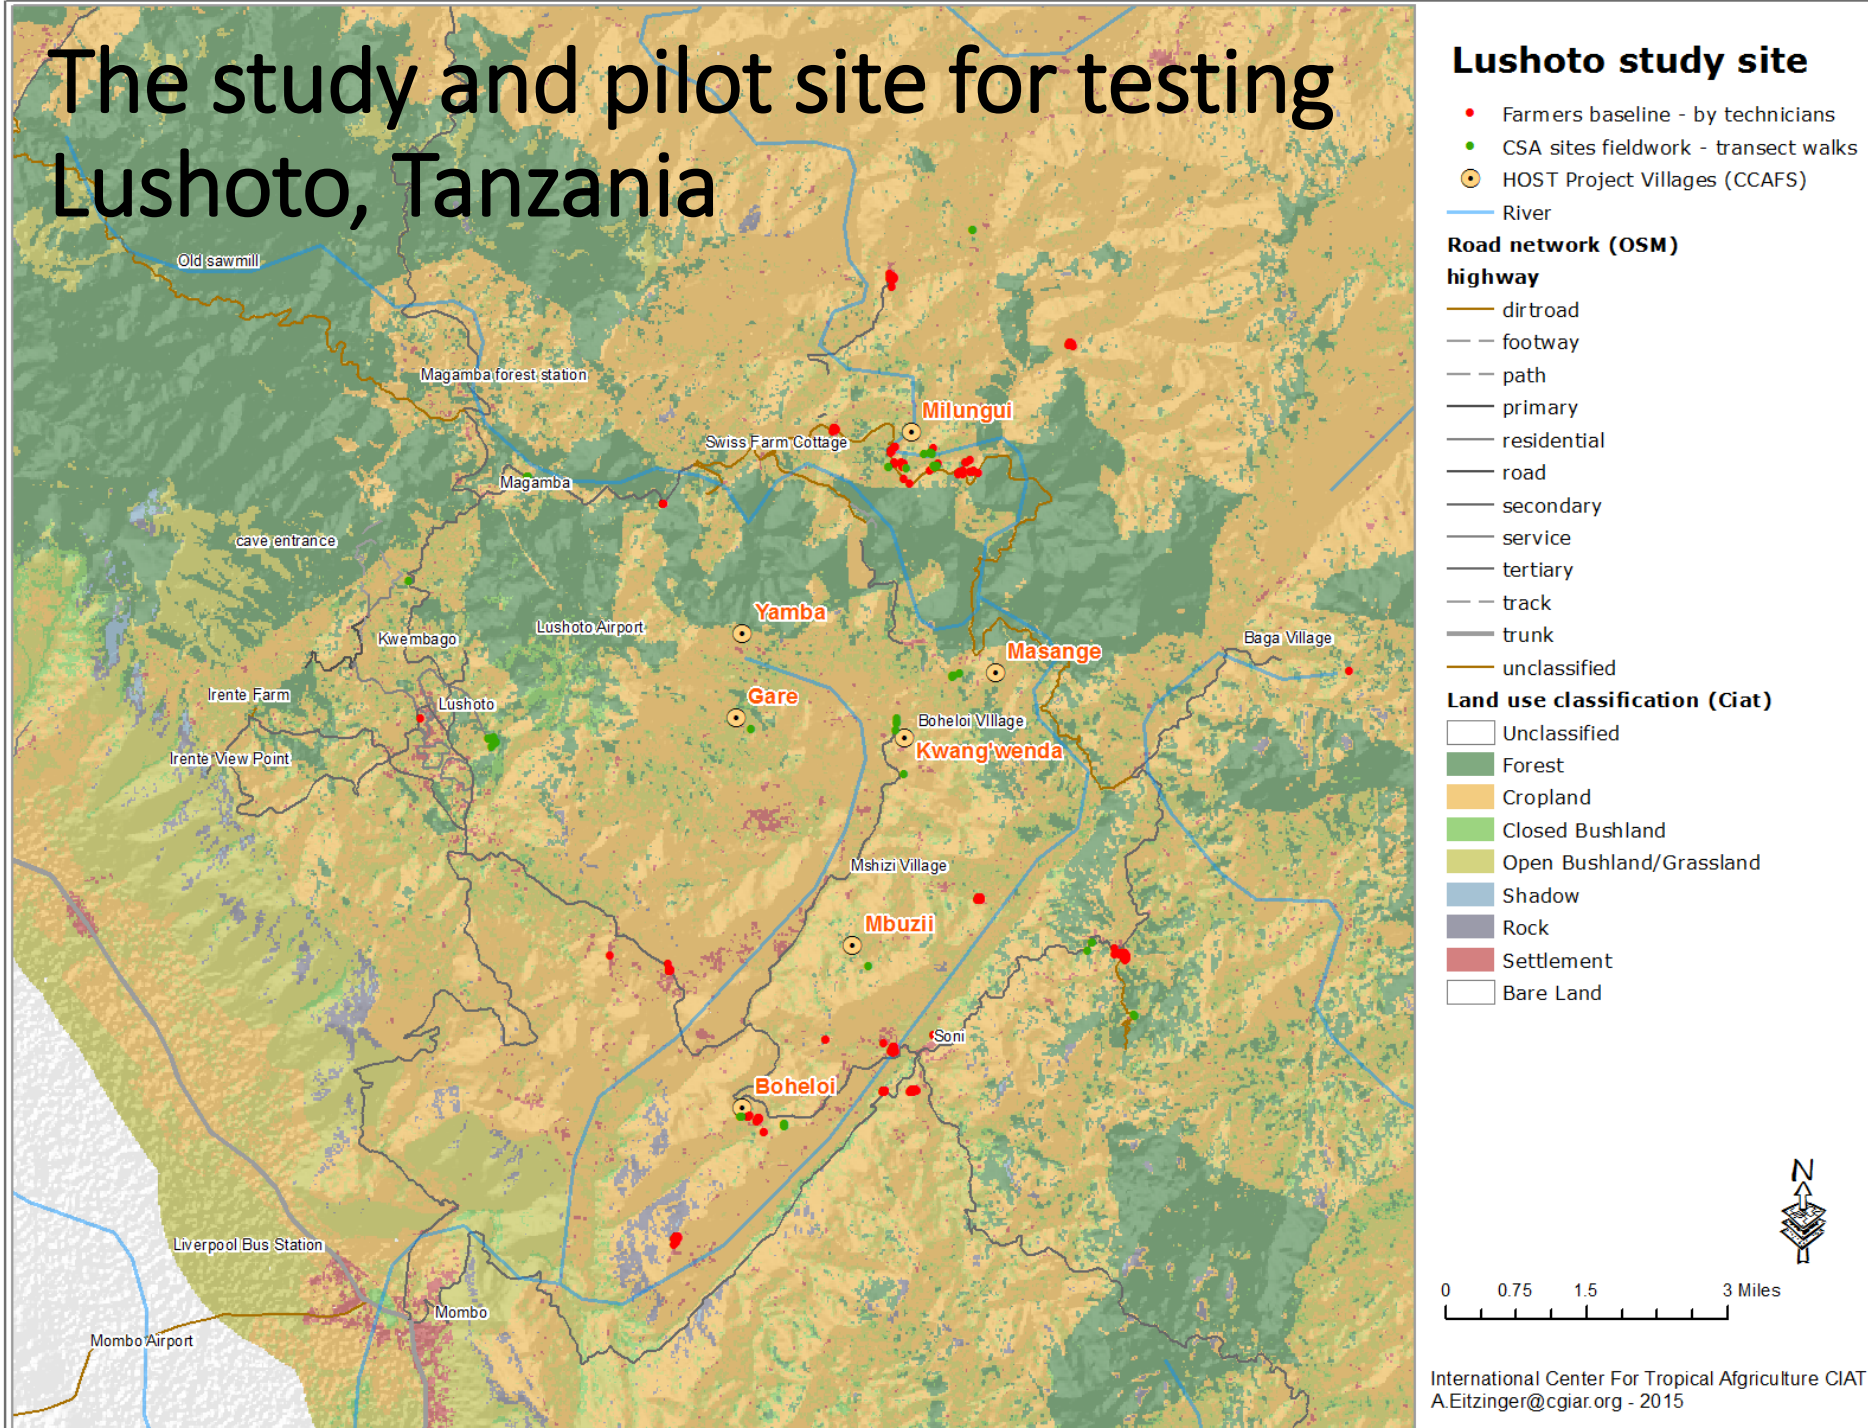 The study and pilot site for testing
Lushoto, Tanzania
Old sawmill
Magamba forest station
Milungui
Swiss Farm Cottage
Magamba
cave entrance
Yamba
Lushoto Airport
Kwembago
Baga Village
Masange
Irente Farm
Gare
Lushoto
Boheloi VIllage
Kwang'wenda
Irente View Point
Mshizi Village
Mbuzii
Soni
Boheloi
Liverpool Bus Station
Mombo
Mombo Airport
Lushoto study site
Farmers baseline - by technicians
CSA sites fieldwork - transect walks
HOST Project Villages (CCAFS)
River
Road network (OSM)
highway
dirtroad
footway
path
primary
residential
road
secondary
service
tertiary
track
trunk
unclassified
Land use classification (Ciat)
Unclassified
Forest
Cropland
Closed Bushland
Open Bushland/Grassland
Shadow
Rock
Settlement
Bare Land
N
0 0.75 1.5 3 Miles
International Center For Tropical Afgriculture CIAT
A.Eitzinger@cgiar.org - 2015